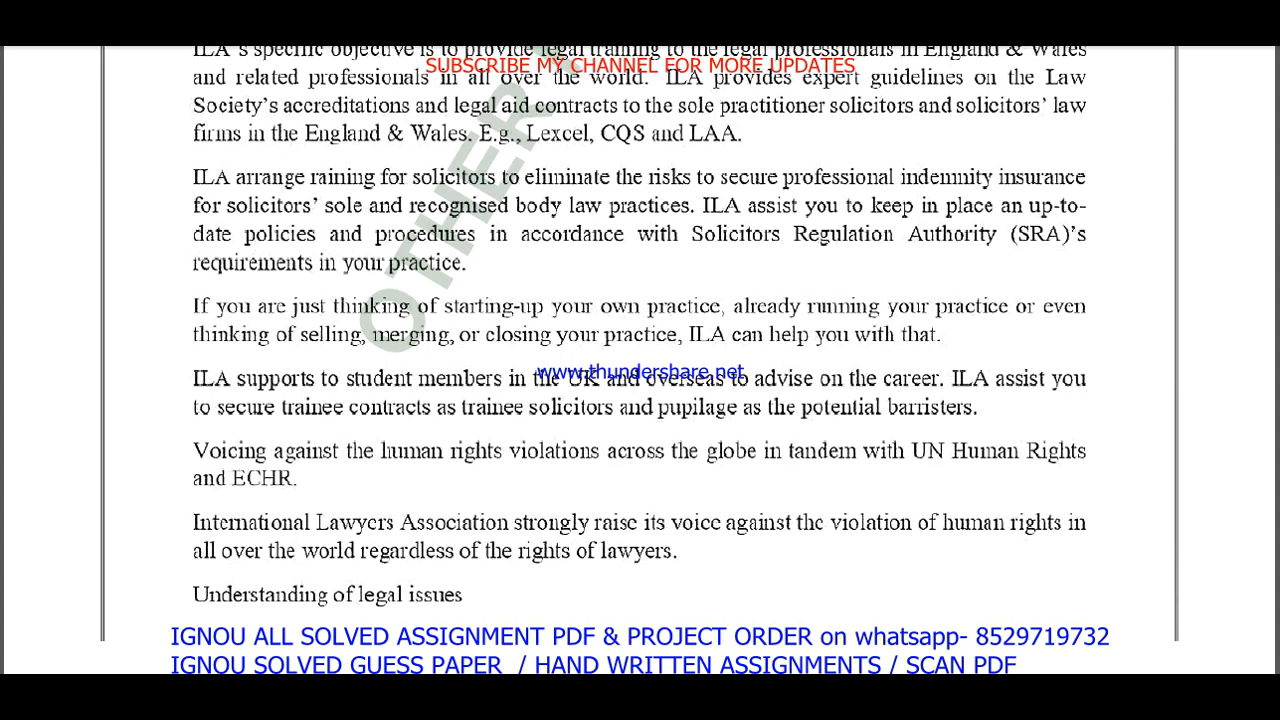 ILA's specific objective is to provide legal training to the legal professionals in England & Wales
SUBSCRIBE MY CHANNEL FOR MORE UPDATES
and related professionals in all over the world. ILA provides expert guidelines on the Law
Society's accreditations and legal aid contracts to the sole practitioner solicitors and solicitors' law
firms in the England & Wales. E.g., Lexcel, CQS and LAA.
OTHER
ILA arrange raining for solicitors to eliminate the risks to secure professional indemnity insurance
for solicitors' sole and recognised body law practices. ILA assist you to keep in place an up-to-
date policies and procedures in accordance with Solicitors Regulation Authority (SRA)'s
requirements in your practice.
If you are just thinking of starting-up your own practice, already running your practice or even
thinking of selling, merging, or closing your practice, ILA can help you with that.
www.thundershare.net
ILA supports to student members in the UK and overseas to advise on the career. ILA assist you
to secure trainee contracts as trainee solicitors and pupilage as the potential barristers.
Voicing against the human rights violations across the globe in tandem with UN Human Rights
and ECHR.
International Lawyers Association strongly raise its voice against the violation of human rights in
all over the world regardless of the rights of lawyers.
Understanding of legal issues
IGNOU ALL SOLVED ASSIGNMENT PDF & PROJECT ORDER on whatsapp- 8529719732
IGNOU SOLVED GUESS PAPER / HAND WRITTEN ASSIGNMENTS / SCAN PDF